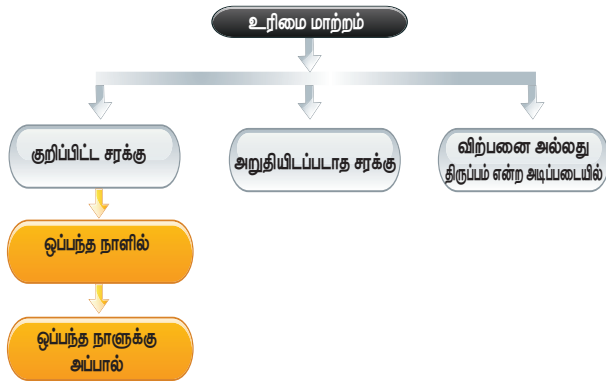 உரிமை மாற்றம்
குறிப்பிட்ட சரக்கு
அறுதியிடப்படாத சரக்கு
விற்பனை அல்லது
திருப்பம் என்ற அடிப்படையில்
ஒப்பந்த நாளில்
ஒப்பந்த நாளுக்கு
அப்பால்